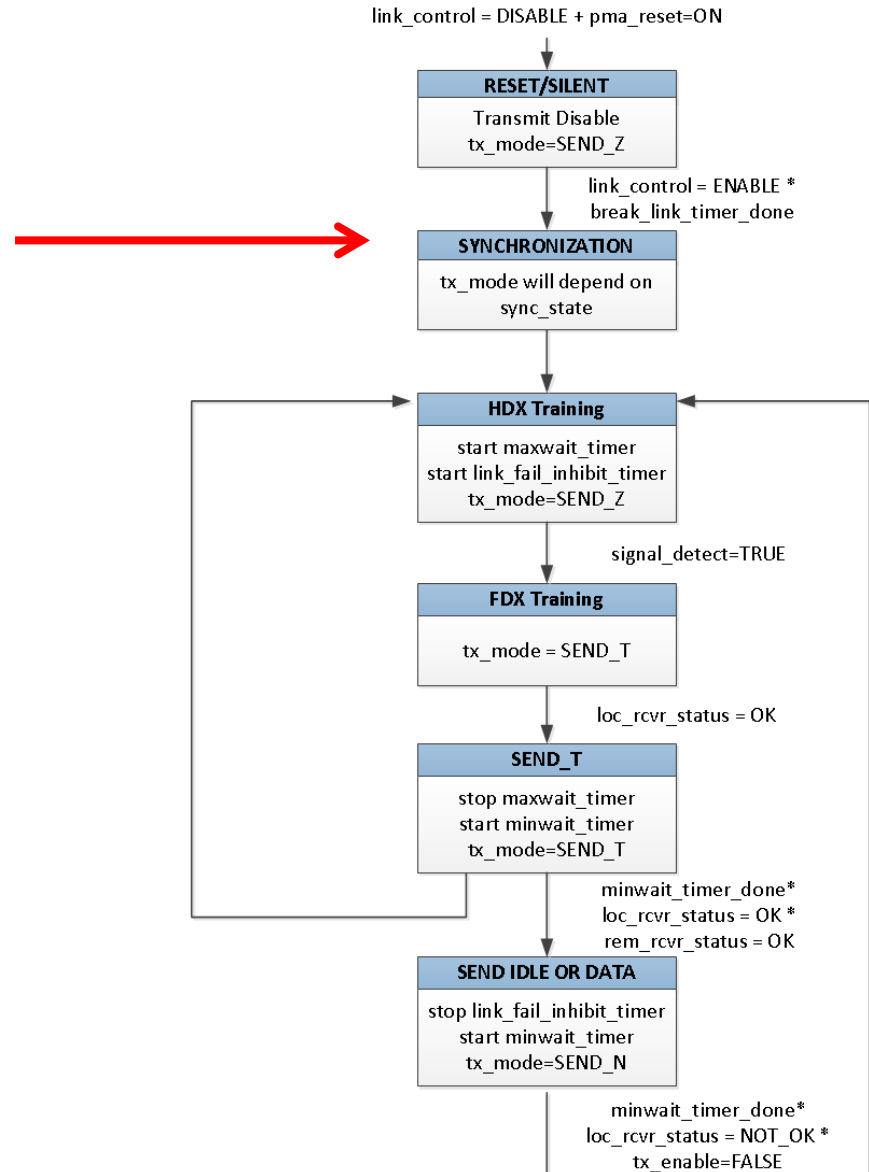 link_control = DISABLE + pma_reset=ON
RESET/SILENT
Transmit Disable
tx_mode=SEND_Z
link_control = ENABLE *
break_link_timer_done
SYNCHRONIZATION
tx_mode will depend on
sync_state
HDX Training
start maxwait_timer
start link_fail_inhibit_timer
tx_mode=SEND_Z
signal_detect=TRUE
FDX Training
tx_mode = SEND_T
loc_rcvr_status = OK
SEND_T
stop maxwait_timer
start minwait_timer
tx_mode=SEND_T
minwait_timer_done*
loc_rcvr_status = OK *
rem_rcvr_status = OK
SEND IDLE OR DATA
stop link_fail_inhibit_timer
start minwait_timer
tx_mode=SEND_N
minwait_timer_done*
loc_rcvr_status = NOT_OK *
tx_enable=FALSE